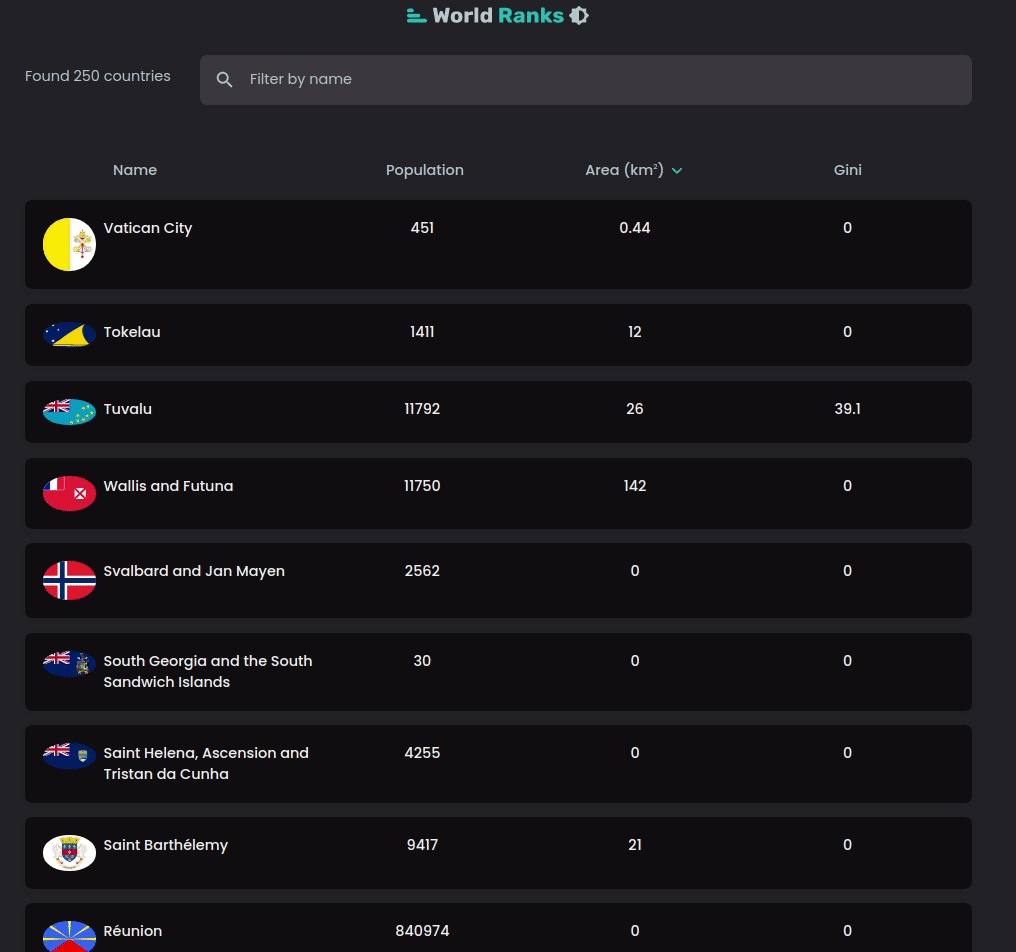 World Ranks
Found 250 countries
Filter by name
Name Population Area (km²) Gini
Vatican City 451 0.44 0
Tokelau 1411 12 0
Tuvalu 11792 26 39.1
Wallis and Futuna 11750 142 0
Svalbard and Jan Mayen 2562 0 0
South Georgia and the South 30 0 0
Sandwich Islands
Saint Helena, Ascension and 4255 0 0
Tristan da Cunha
Saint Barthélemy 9417 21 0
Réunion 840974 0 0